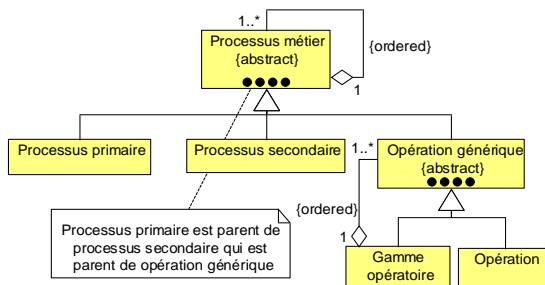 1..*
Processus métier
{abstract}
{ordered}
1
Processus primaire
Processus secondaire
1..*
Opération générique
{abstract}
{ordered}
1
Processus primaire est parent de
processus secondaire qui est
parent de opération générique
Gamme
opératoire
Opération